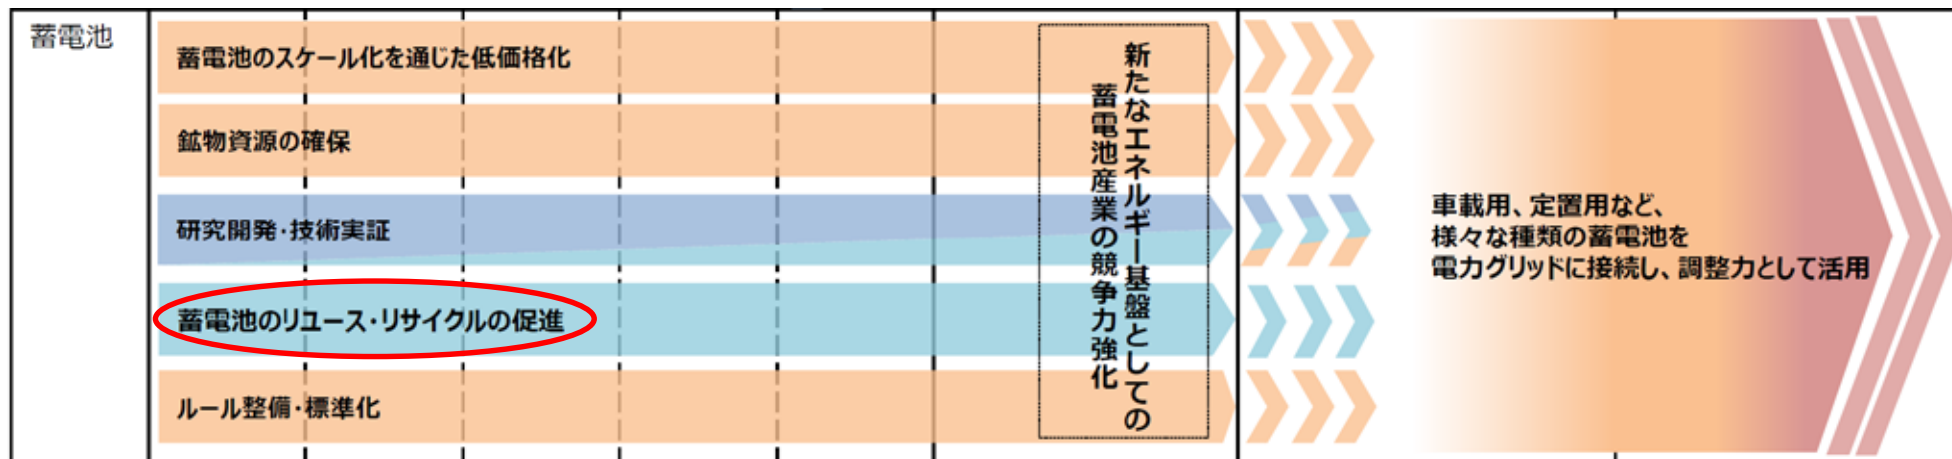 蓄電池
蓄電池のスケール化を通じた低価格化
鉱物資源の確保
研究開発・技術実証
蓄電池のリユース・リサイクルの促進
ルール整備・標準化
新たなエネルギー基盤としての
蓄電池産業の競争力強化
車載用、定置用など、
様々な種類の蓄電池を
電力グリッドに接続し、調整力として活用